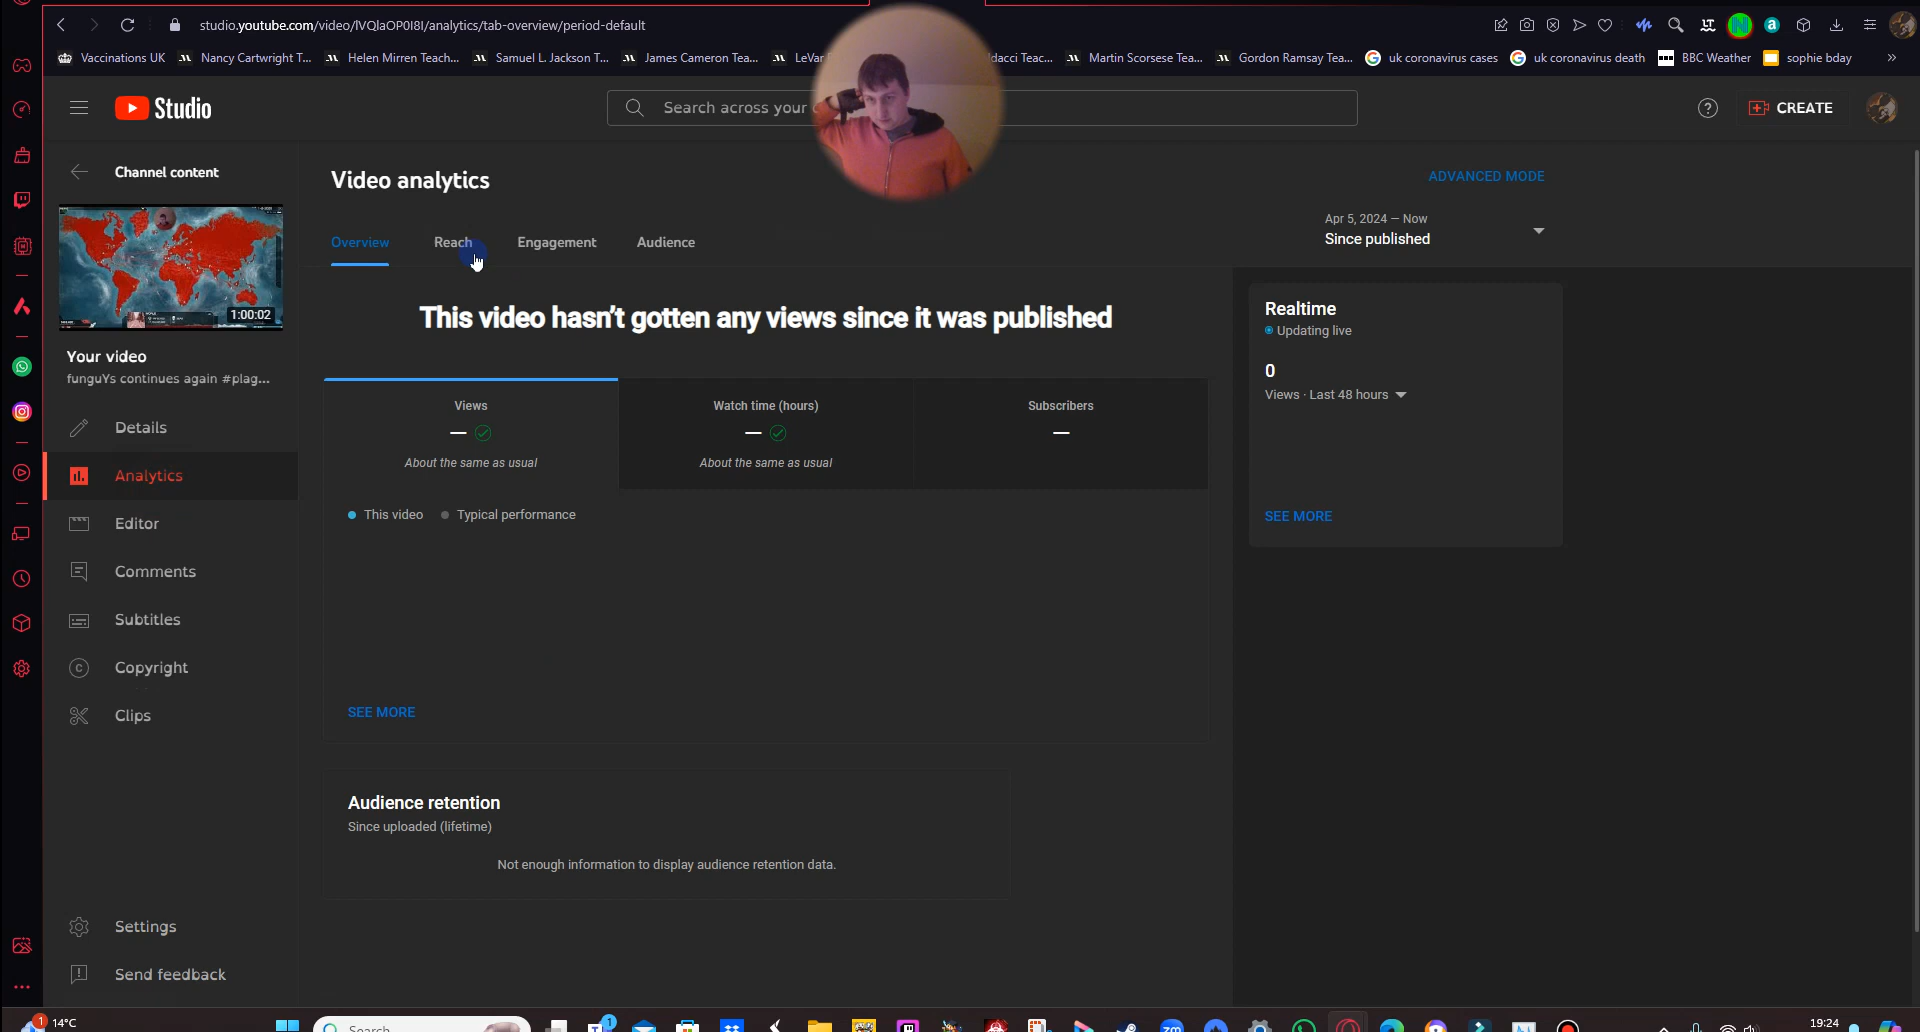 studio.youtube.com/video/lVQlaOP0I8I/analytics/tab-overview/period-default
Vaccinations UK Nancy Cartwright T... Helen Mirren Teach... Samuel L. Jackson T... James Cameron Tea... LeVar dacci Teac... Martin Scorsese Tea... Gordon Ramsay Tea... uk coronavirus cases uk coronavirus death BBC Weather sophie bday »
Studio
Search across your
CREATE
Channel content
Video analytics
ADVANCED MODE
Apr 5, 2024 – Now
Since published
Overview Reach Engagement Audience
1:00:02
This video hasn't gotten any views since it was published
Realtime
Updating live
0
Views · Last 48 hours
SEE MORE
Your video
funguYs continues again #plag...
Views
—
About the same as usual
Watch time (hours)
—
About the same as usual
Subscribers
—
This video Typical performance
SEE MORE
Details
Analytics
Editor
Comments
Subtitles
Copyright
Clips
Audience retention
Since uploaded (lifetime)
Not enough information to display audience retention data.
Settings
Send feedback
1
14°C
Search
1
zm
19:24